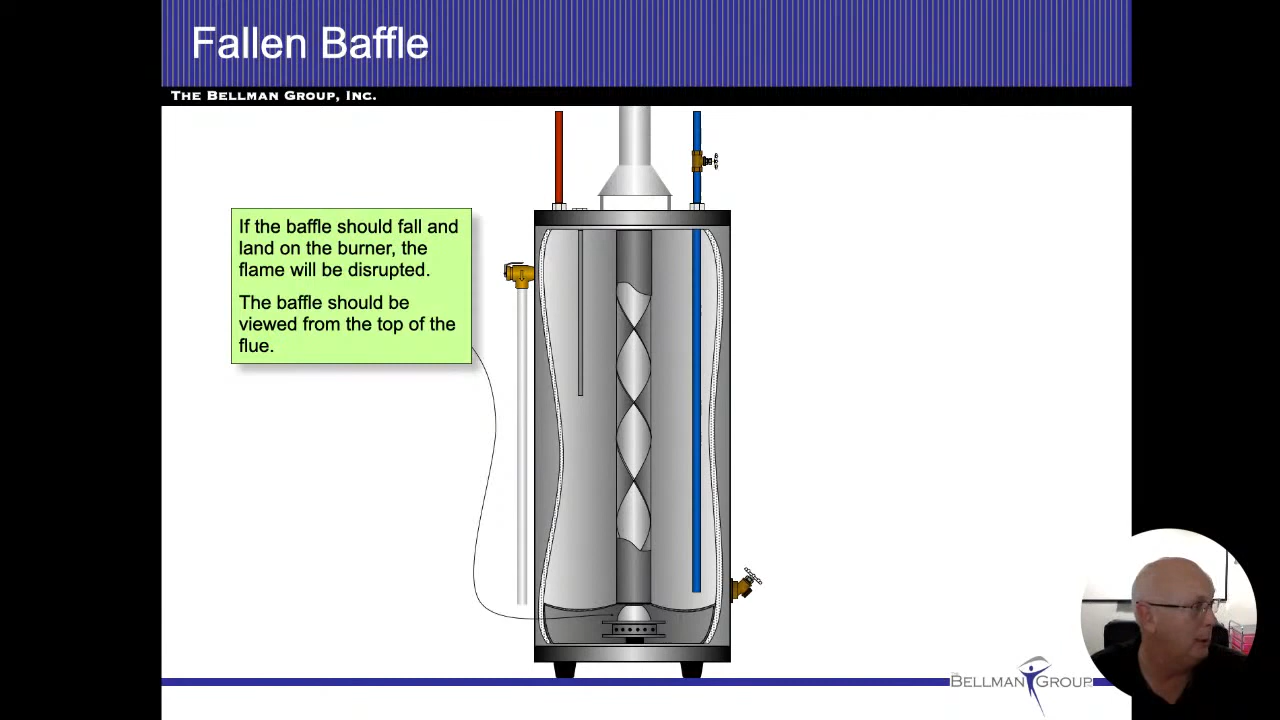 Fallen Baffle
THE BELLMAN GROUP, INC.
If the baffle should fall and
land on the burner, the
flame will be disrupted.
The baffle should be
viewed from the top of the
flue.
THE BELLMAN GROUP